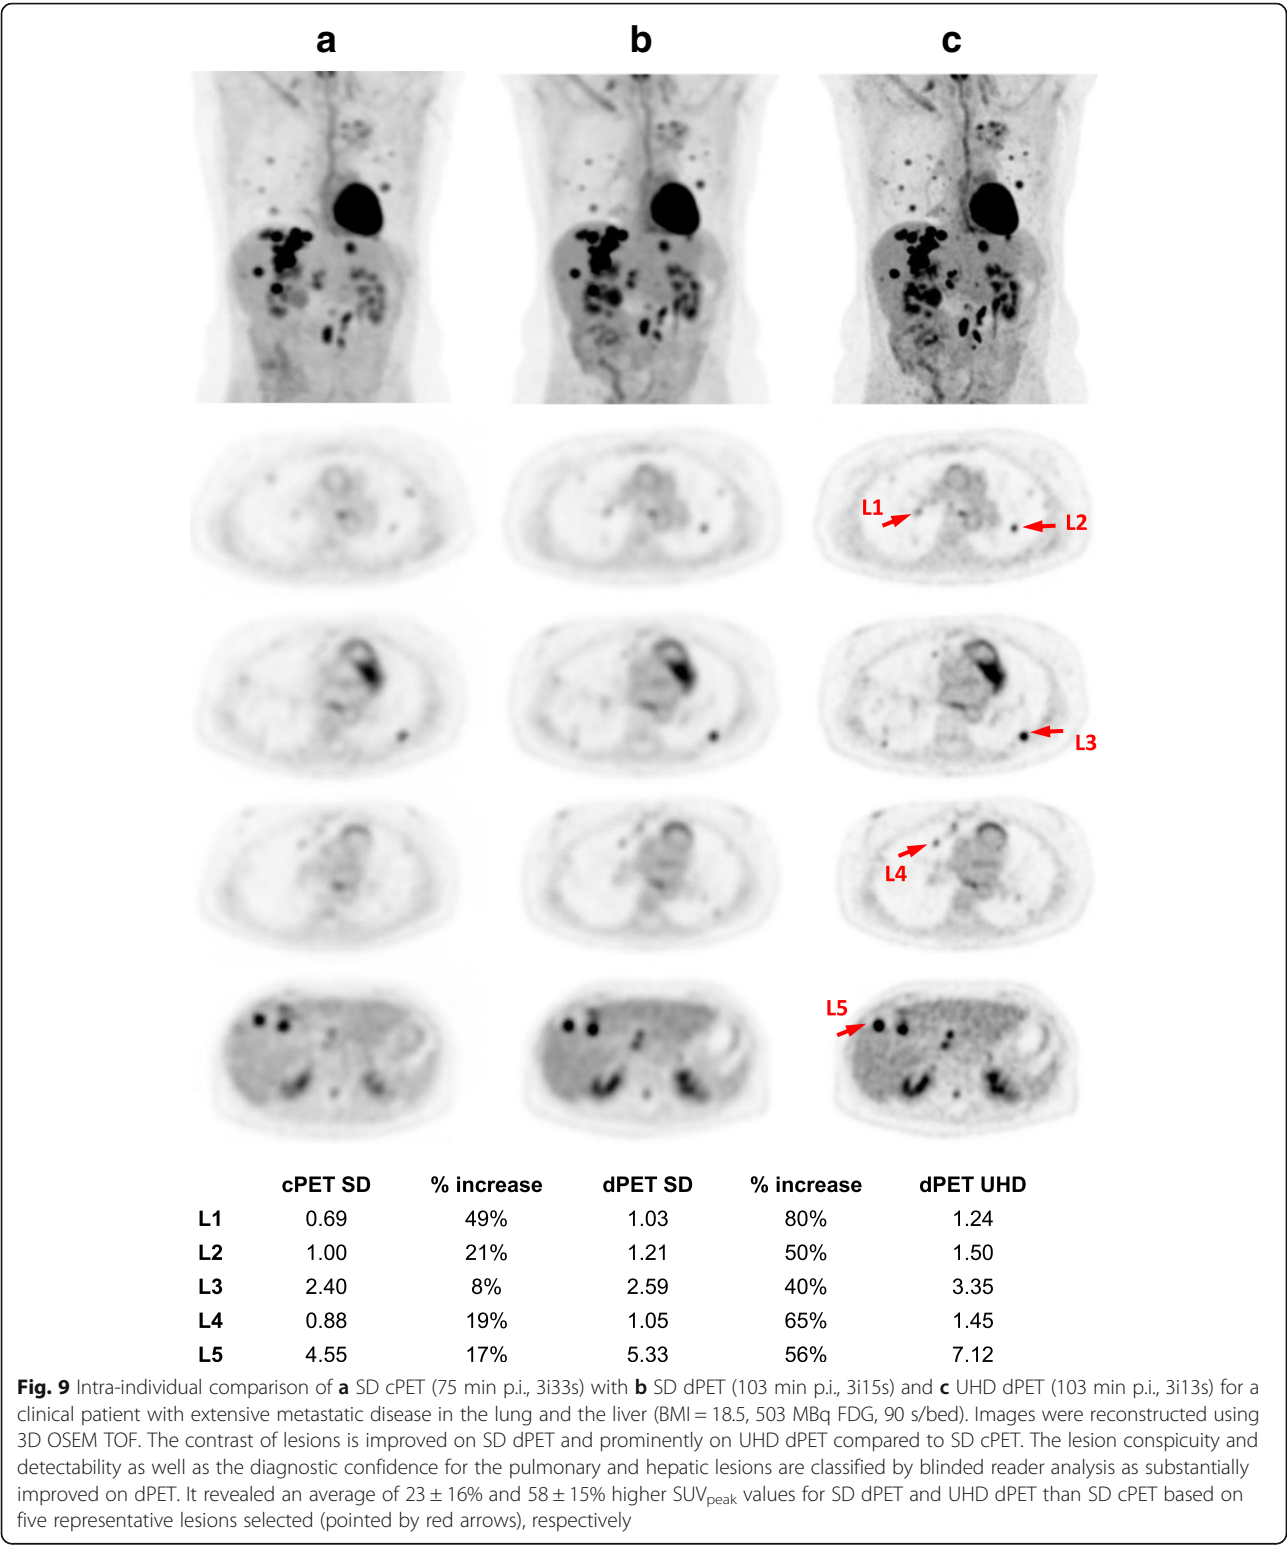 a b c
L1
L2
L3
L4
L5
cPET SD % increase dPET SD % increase dPET UHD
L1 0.69 49% 1.03 80% 1.24
L2 1.00 21% 1.21 50% 1.50
L3 2.40 8% 2.59 40% 3.35
L4 0.88 19% 1.05 65% 1.45
L5 4.55 17% 5.33 56% 7.12
Fig. 9 Intra-individual comparison of a SD cPET (75 min p.i., 3i33s) with b SD dPET (103 min p.i., 3i15s) and c UHD dPET (103 min p.i., 3i13s) for a
clinical patient with extensive metastatic disease in the lung and the liver (BMI = 18.5, 503 MBq FDG, 90 s/bed). Images were reconstructed using
3D OSEM TOF. The contrast of lesions is improved on SD dPET and prominently on UHD dPET compared to SD cPET. The lesion conspicuity and
detectability as well as the diagnostic confidence for the pulmonary and hepatic lesions are classified by blinded reader analysis as substantially
improved on dPET. It revealed an average of 23 ± 16% and 58 ± 15% higher SUVpeak values for SD dPET and UHD dPET than SD cPET based on
five representative lesions selected (pointed by red arrows), respectively